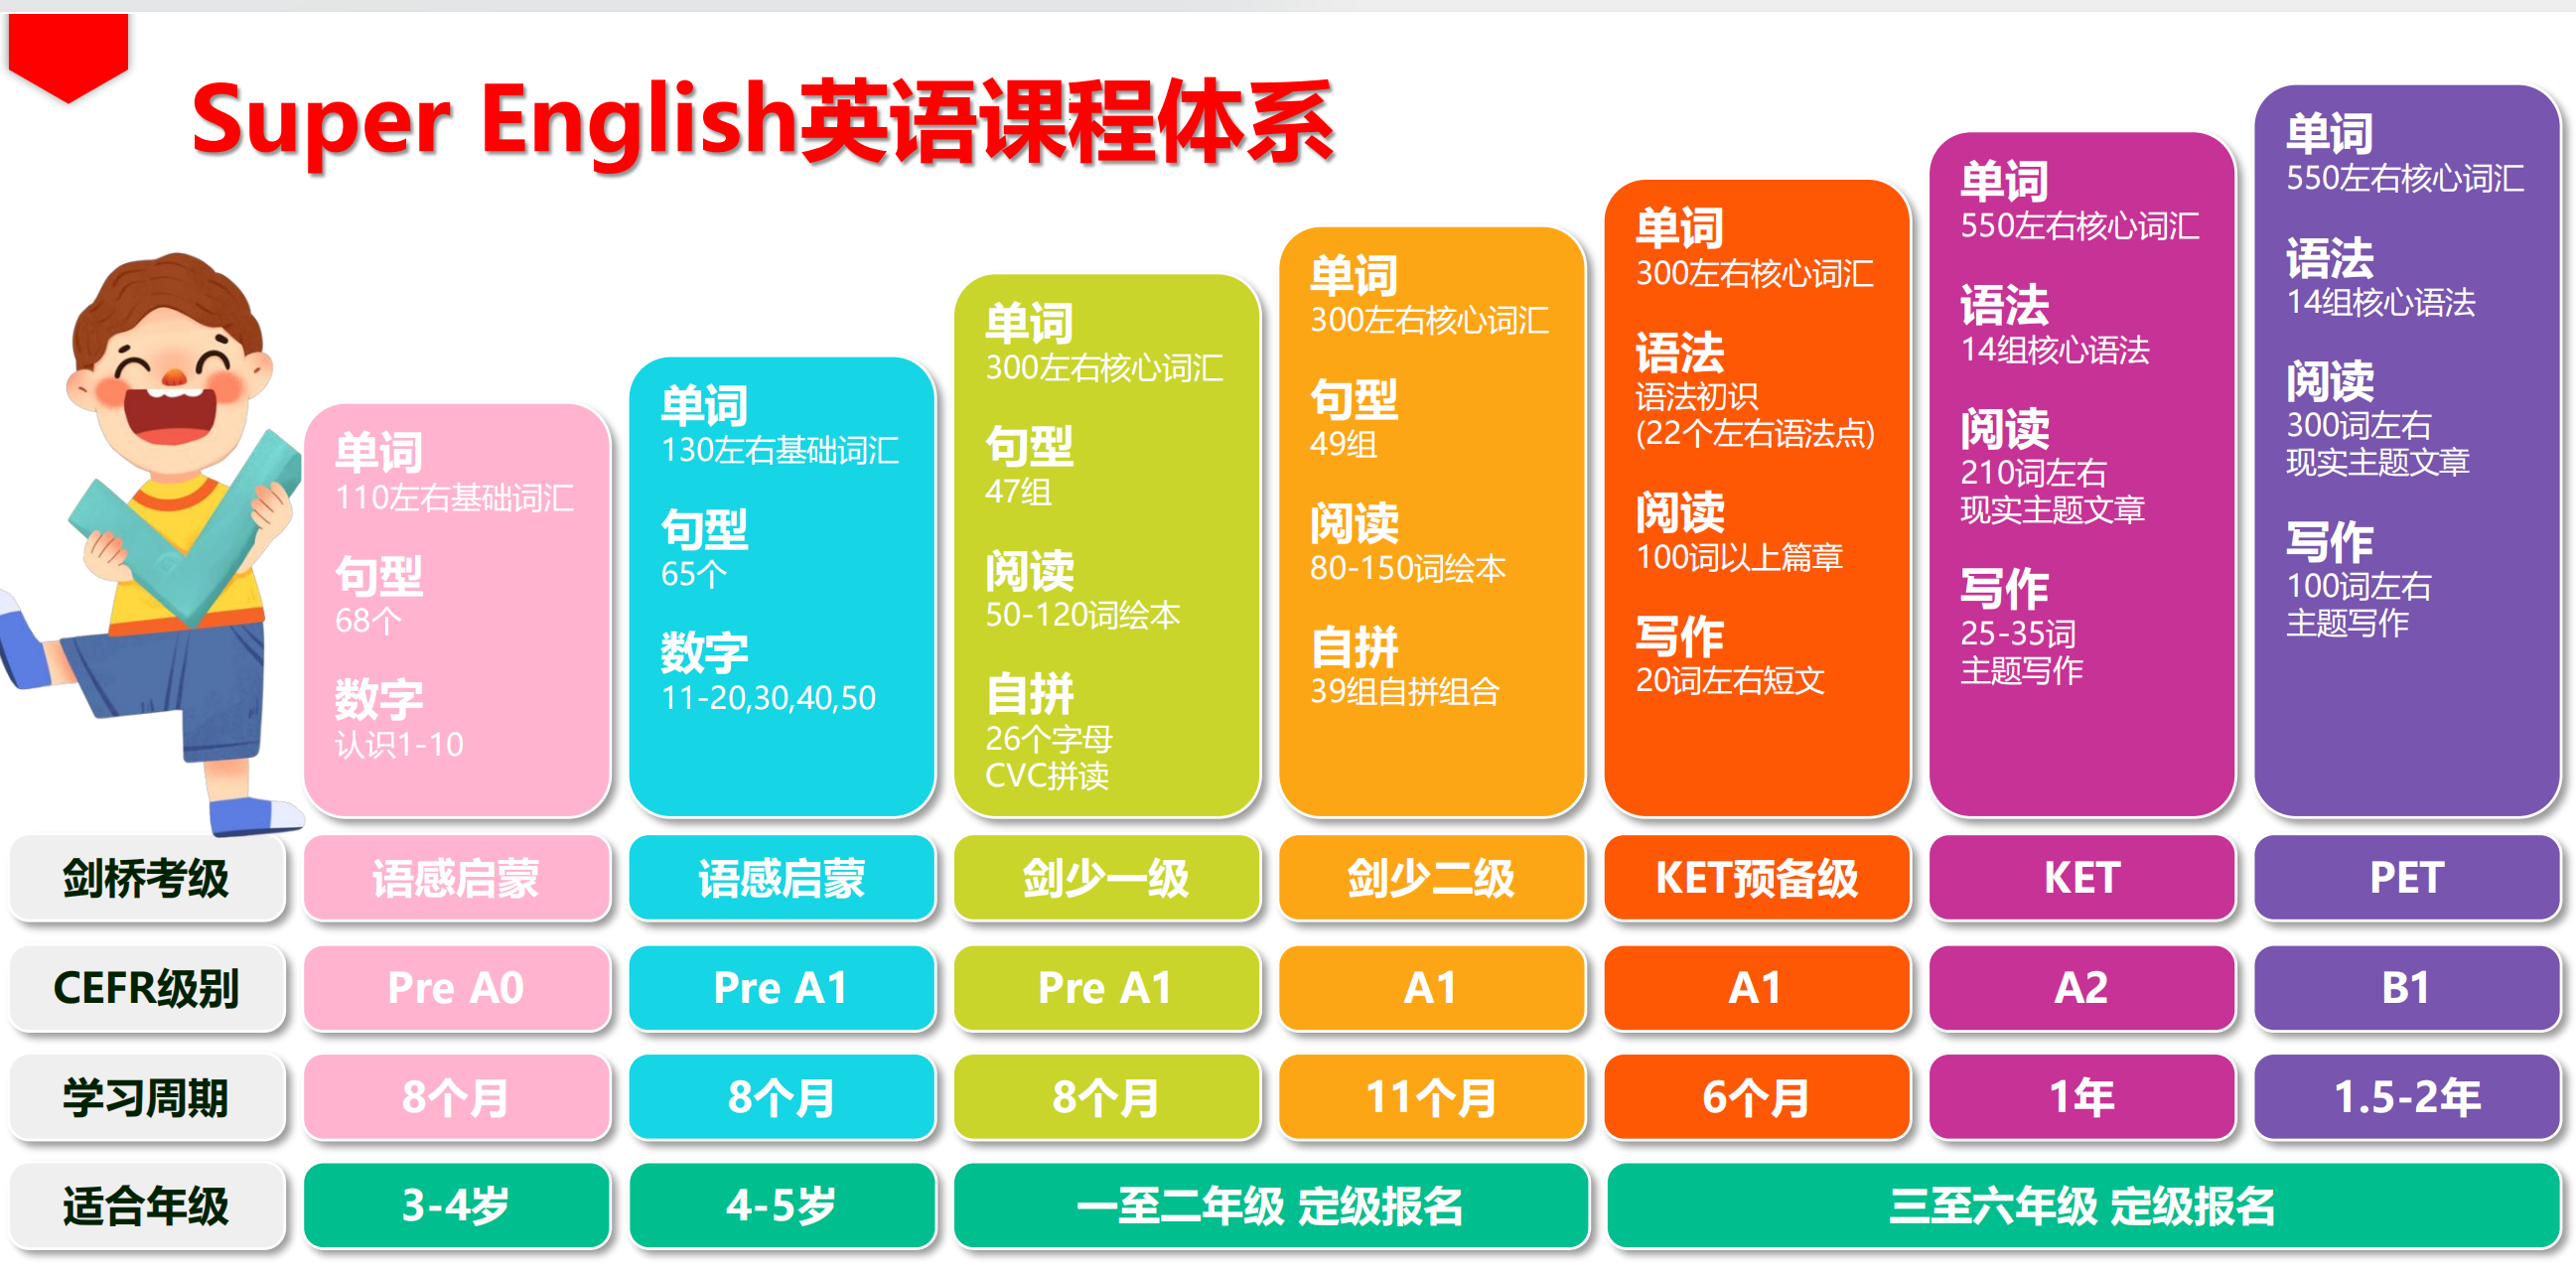 Super English英语课程体系
单词
110左右基础词汇
句型
68个
数字
认识1-10
单词
130左右基础词汇
句型
65个
数字
11-20,30,40,50
单词
300左右核心词汇
句型
47组
阅读
50-120词绘本
自拼
26个字母
CVC拼读
单词
300左右核心词汇
句型
49组
阅读
80-150词绘本
自拼
39组自拼组合
单词
300左右核心词汇
语法
语法初识
(22个左右语法点)
阅读
100词以上篇章
写作
20词左右短文
单词
550左右核心词汇
语法
14组核心语法
阅读
210词左右
现实主题文章
写作
25-35词
主题写作
单词
550左右核心词汇
语法
14组核心语法
阅读
300词左右
现实主题文章
写作
100词左右
主题写作
剑桥考级 语感启蒙 语感启蒙 剑少一级 剑少二级 KET预备级 KET PET
CEFR级别 Pre A0 Pre A1 Pre A1 A1 A1 A2 B1
学习周期 8个月 8个月 8个月 11个月 6个月 1年 1.5-2年
适合年级 3-4岁 4-5岁 一至二年级 定级报名 三至六年级 定级报名